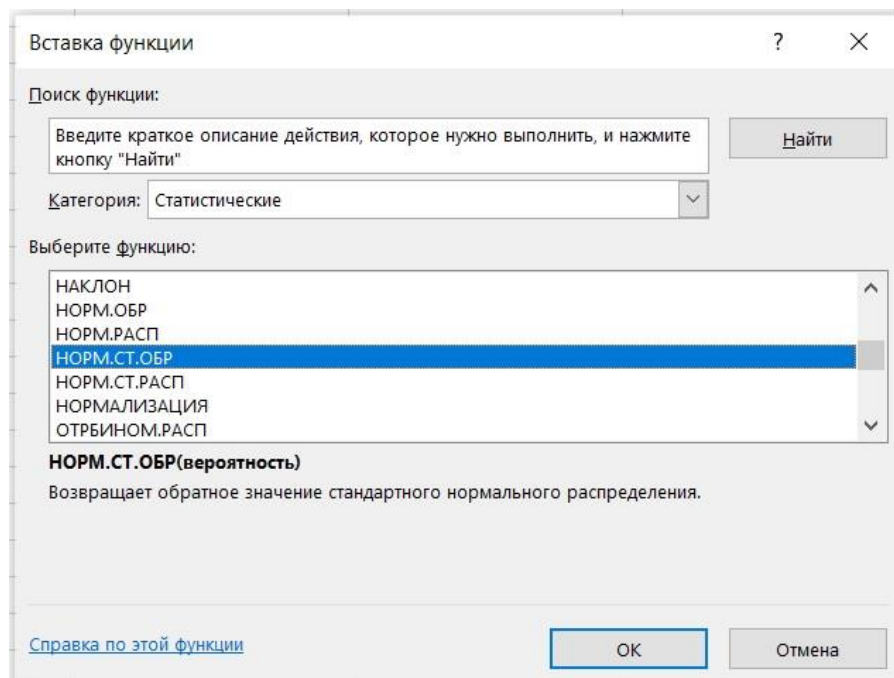 Вставка функции
?
Поиск функции:
Введите краткое описание действия, которое нужно выполнить, и нажмите
кнопку "Найти"
Найти
Категория: Статистические
Выберите функцию:
НАКЛОН
НОРМ.ОБР
НОРМ.РАСП
НОРМ.СТ.ОБР
НОРМ.СТ.РАСП
НОРМАЛИЗАЦИЯ
ОТРБИНОМ.РАСП
НОРМ.СТ.ОБР(вероятность)
Возвращает обратное значение стандартного нормального распределения.
Справка по этой функции
ОК
Отмена